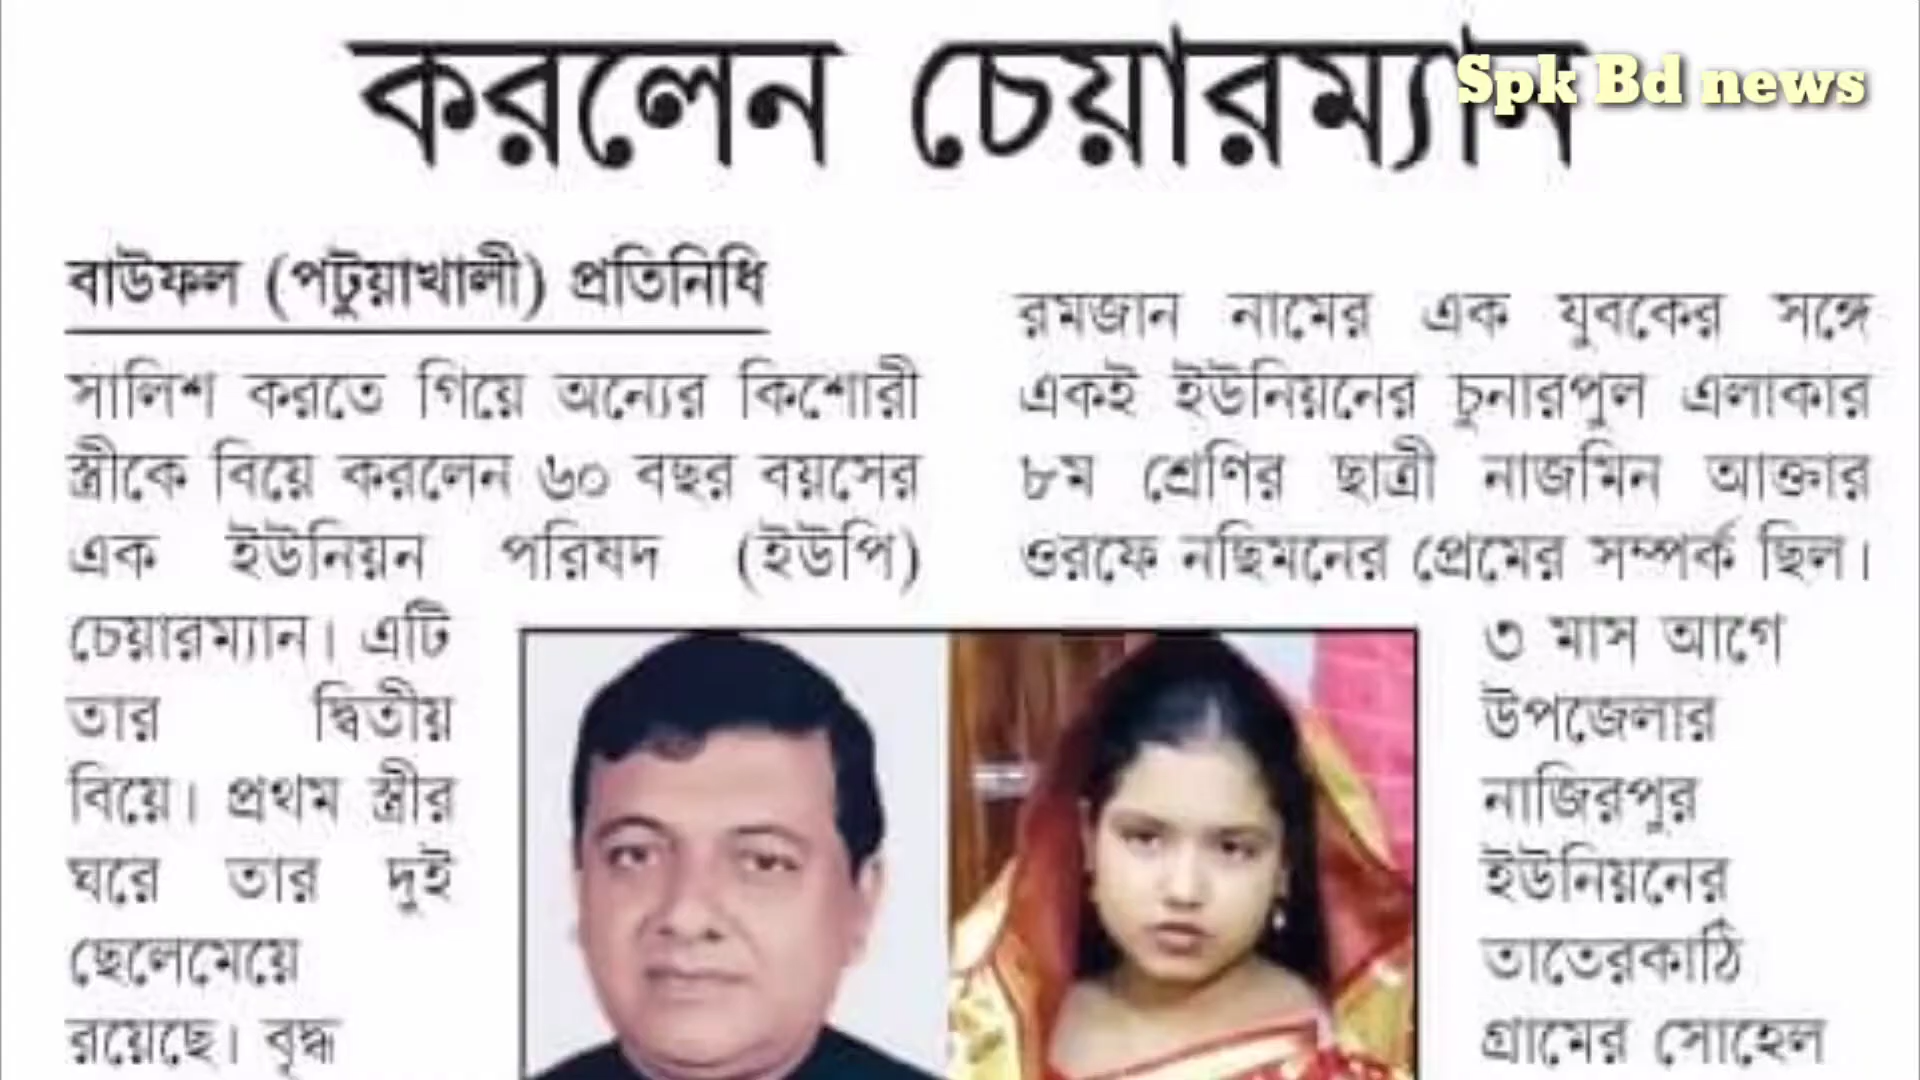 করলেন চেয়ারম্যান
Spk Bd news
বাউফল (পটুয়াখালী) প্রতিনিধি
সালিশ করতে গিয়ে অন্যের কিশোরী
স্ত্রীকে বিয়ে করলেন ৬০ বছর বয়সের
এক ইউনিয়ন পরিষদ (ইউপি)
চেয়ারম্যান। এটি
তার দ্বিতীয়
বিয়ে। প্রথম স্ত্রীর
ঘরে তার দুই
ছেলেমেয়ে
রয়েছে। বৃদ্ধ
রমজান নামের এক যুবকের সঙ্গে
একই ইউনিয়নের চুনারপুল এলাকার
৮ম শ্রেণির ছাত্রী নাজমিন আক্তার
ওরফে নছিমনের প্রেমের সম্পর্ক ছিল।
৩ মাস আগে
উপজেলার
নাজিরপুর
ইউনিয়নের
তাতেরকাঠি
গ্রামের সোহেল